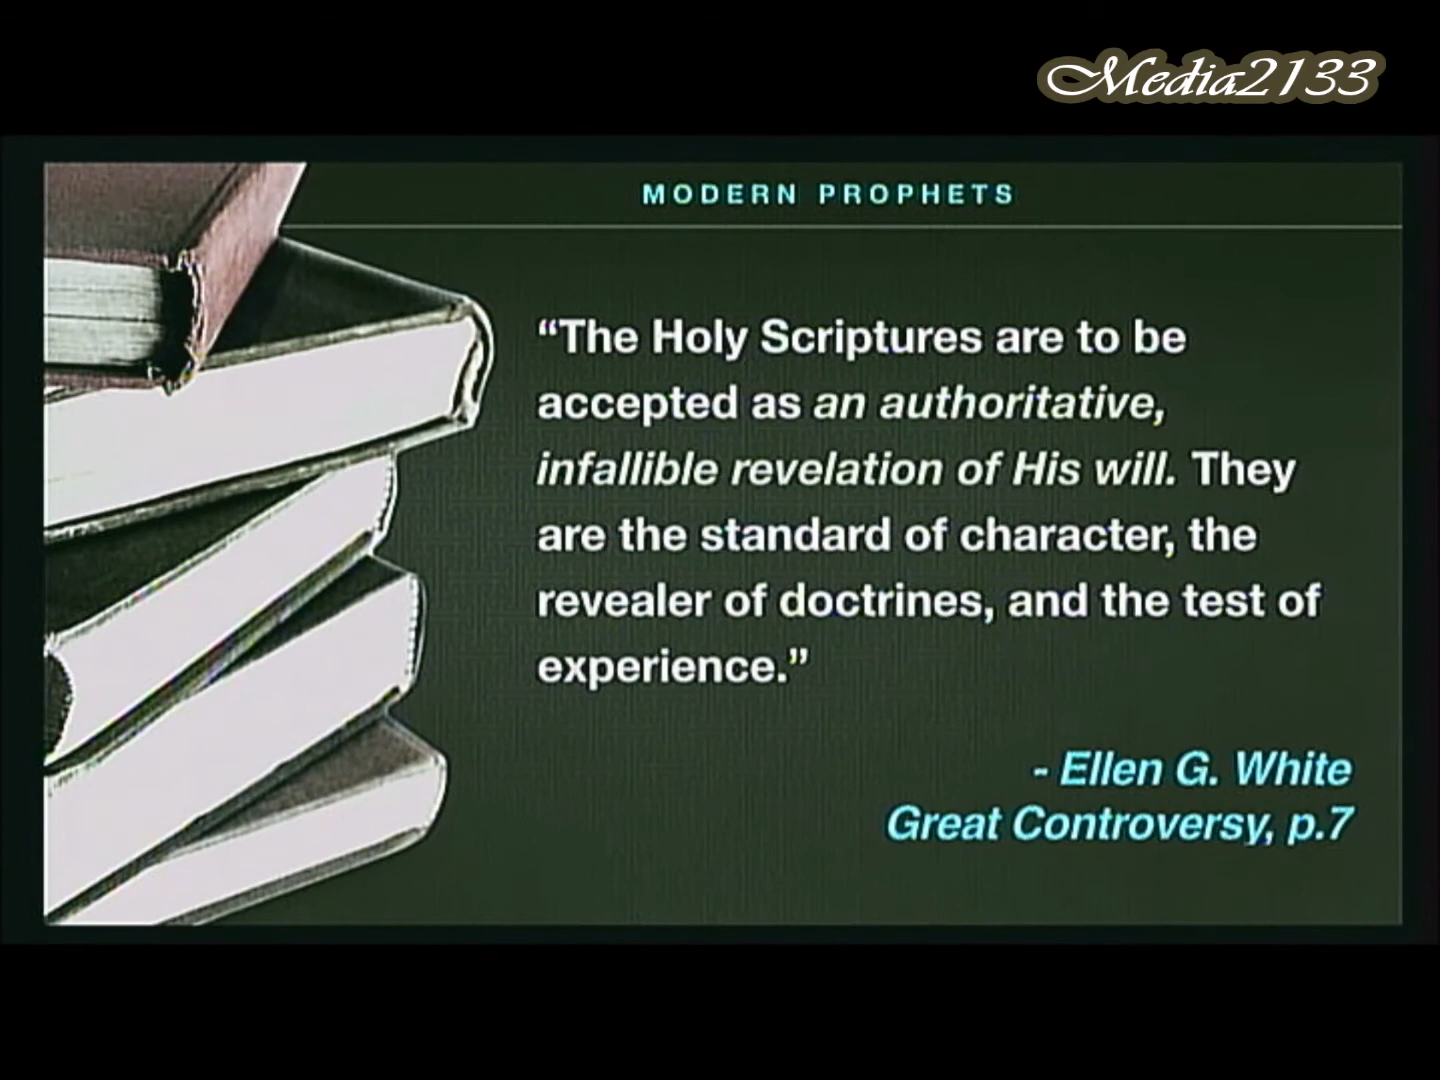 Media2133
MODERN PROPHETS
“The Holy Scriptures are to be
accepted as an authoritative,
infallible revelation of His will. They
are the standard of character, the
revealer of doctrines, and the test of
experience.”
- Ellen G. White
Great Controversy, p.7